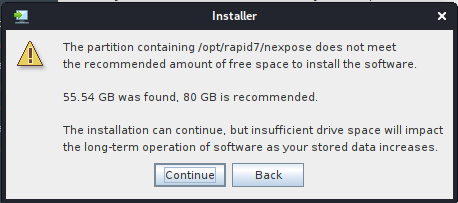 Installer
The partition containing /opt/rapid7/nexpose does not meet
the recommended amount of free space to install the software.
55.54 GB was found, 80 GB is recommended.
The installation can continue, but insufficient drive space will impact
the long-term operation of software as your stored data increases.
Continue
Back